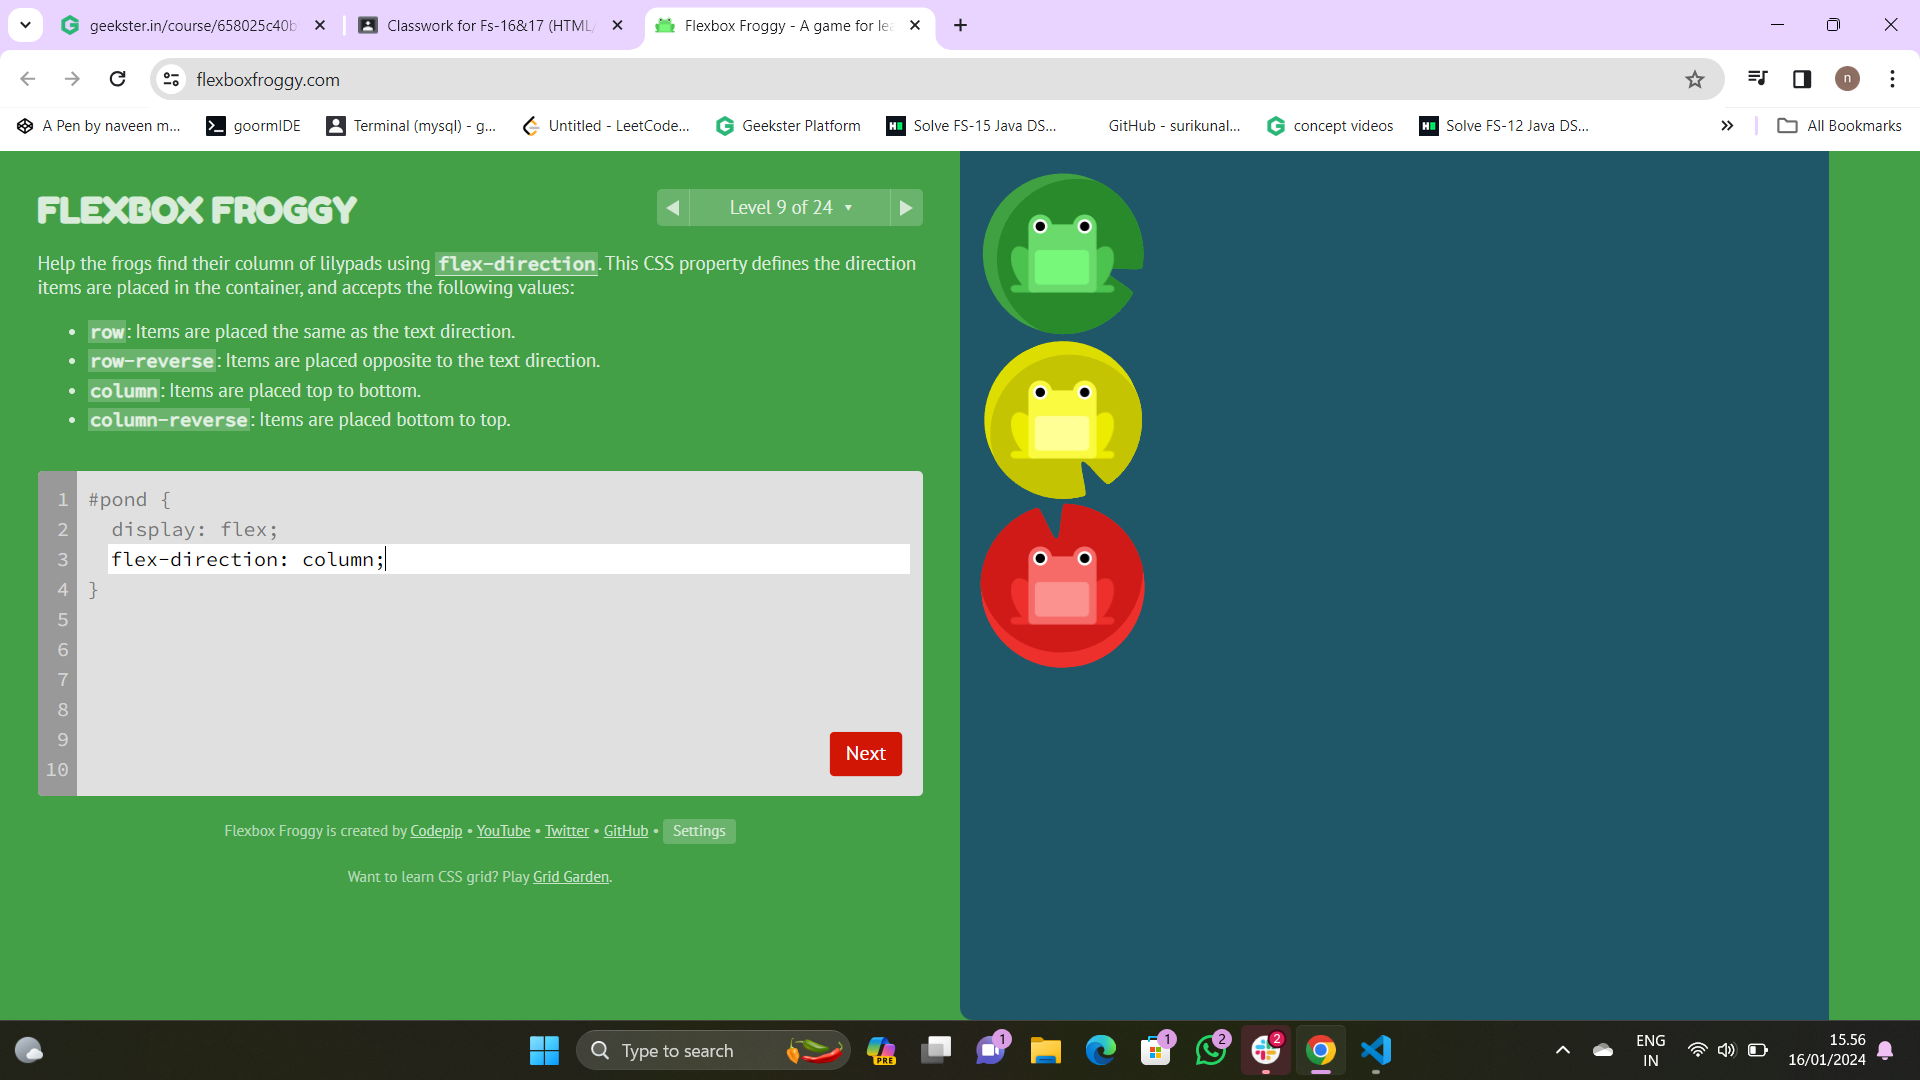 geekster.in/course/658025c40b
Classwork for Fs-16&17 (HTML/
Flexbox Froggy - A game for lea
flexboxfroggy.com
n
A Pen by naveen m...
goormIDE
Terminal (mysql) - g...
Untitled - LeetCode...
Geekster Platform
Solve FS-15 Java DS...
GitHub - surikunal...
concept videos
Solve FS-12 Java DS...
All Bookmarks
FLEXBOX FROGGY
Level 9 of 24
Help the frogs find their column of lilypads using flex-direction. This CSS property defines the direction
items are placed in the container, and accepts the following values:
• row: Items are placed the same as the text direction.
• row-reverse: Items are placed opposite to the text direction.
• column: Items are placed top to bottom.
• column-reverse: Items are placed bottom to top.
1 #pond {
2 display: flex;
3 flex-direction: column;
4 }
5
6
7
8
9
10
Next
Flexbox Froggy is created by Codepip • YouTube • Twitter • GitHub • Settings
Want to learn CSS grid? Play Grid Garden.
Type to search
PRE
1
1
2
2
ENG
IN
15.56
16/01/2024